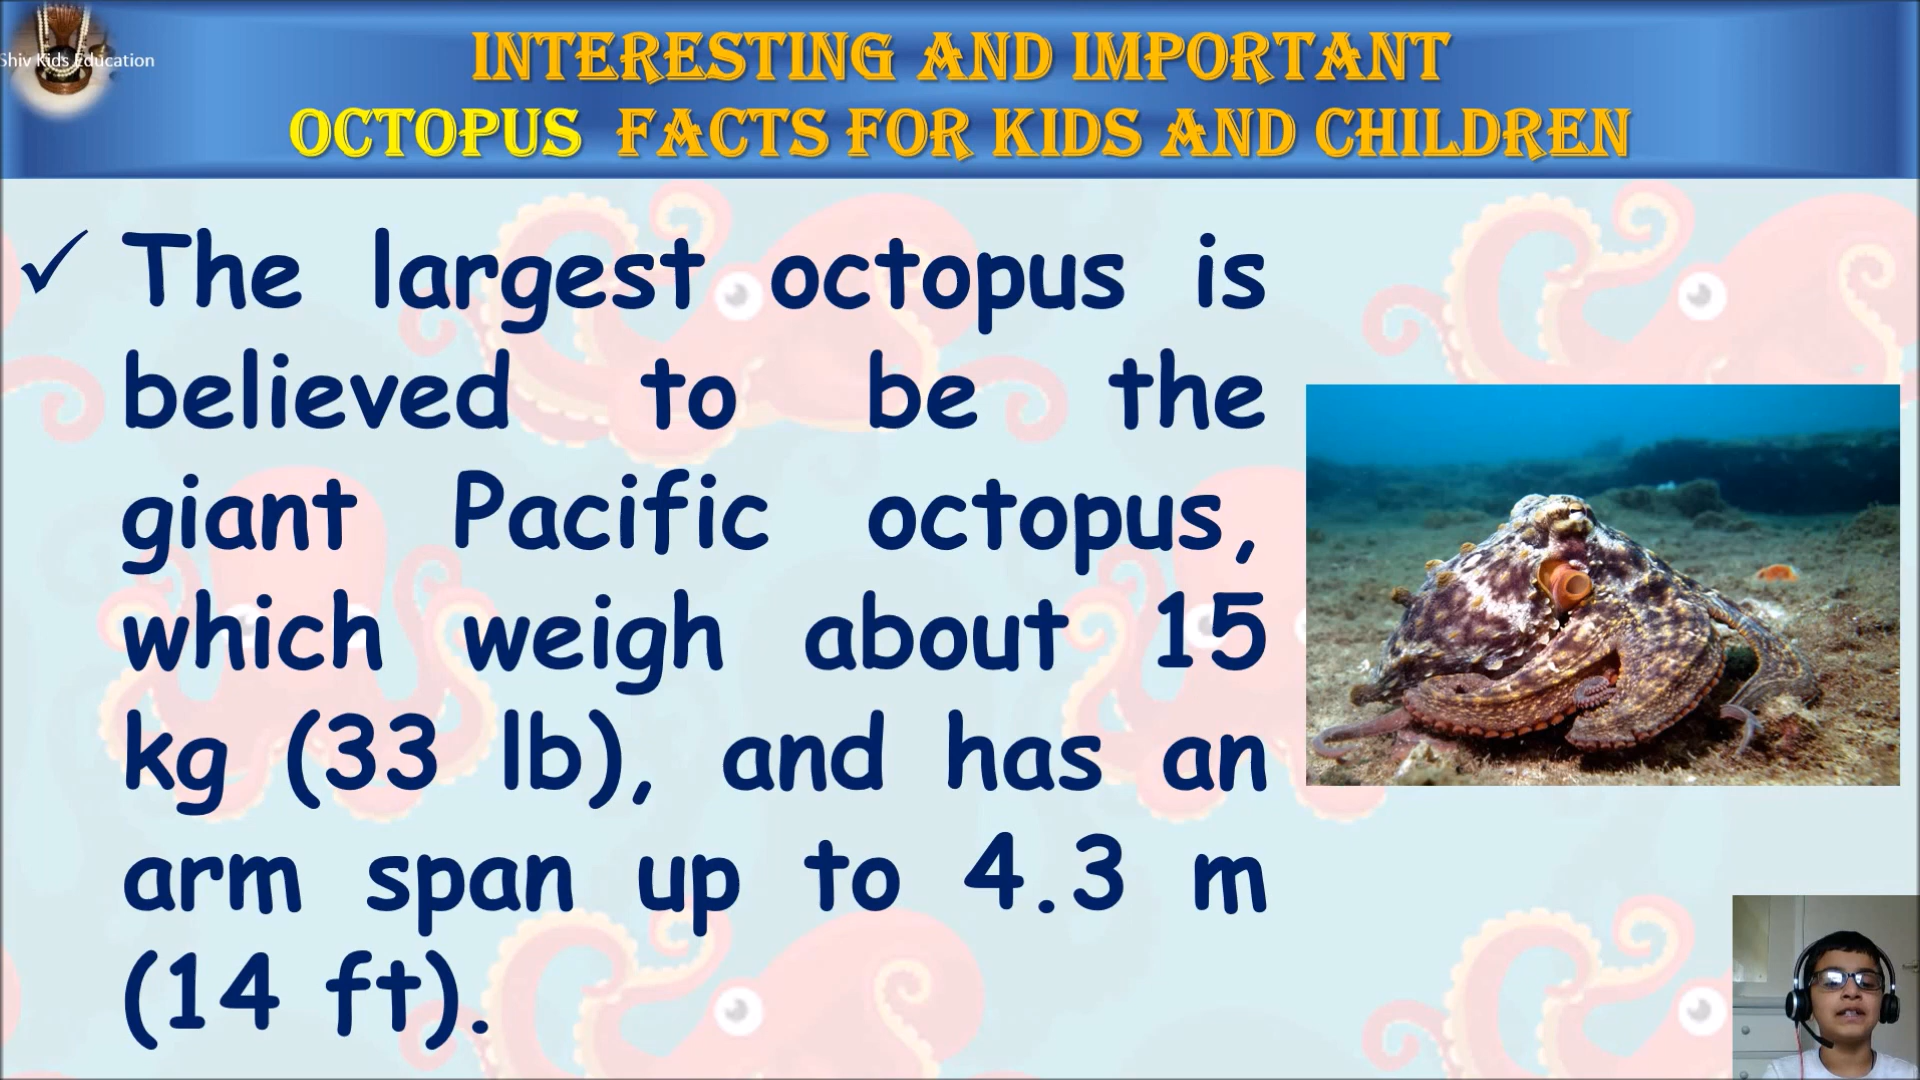 Shiv Kids Education
INTERESTING AND IMPORTANT
OCTOPUS FACTS FOR KIDS AND CHILDREN
✓ The largest octopus is
believed to be the
giant Pacific octopus,
which weigh about 15
kg (33 lb), and has an
arm span up to 4.3 m
(14 ft).